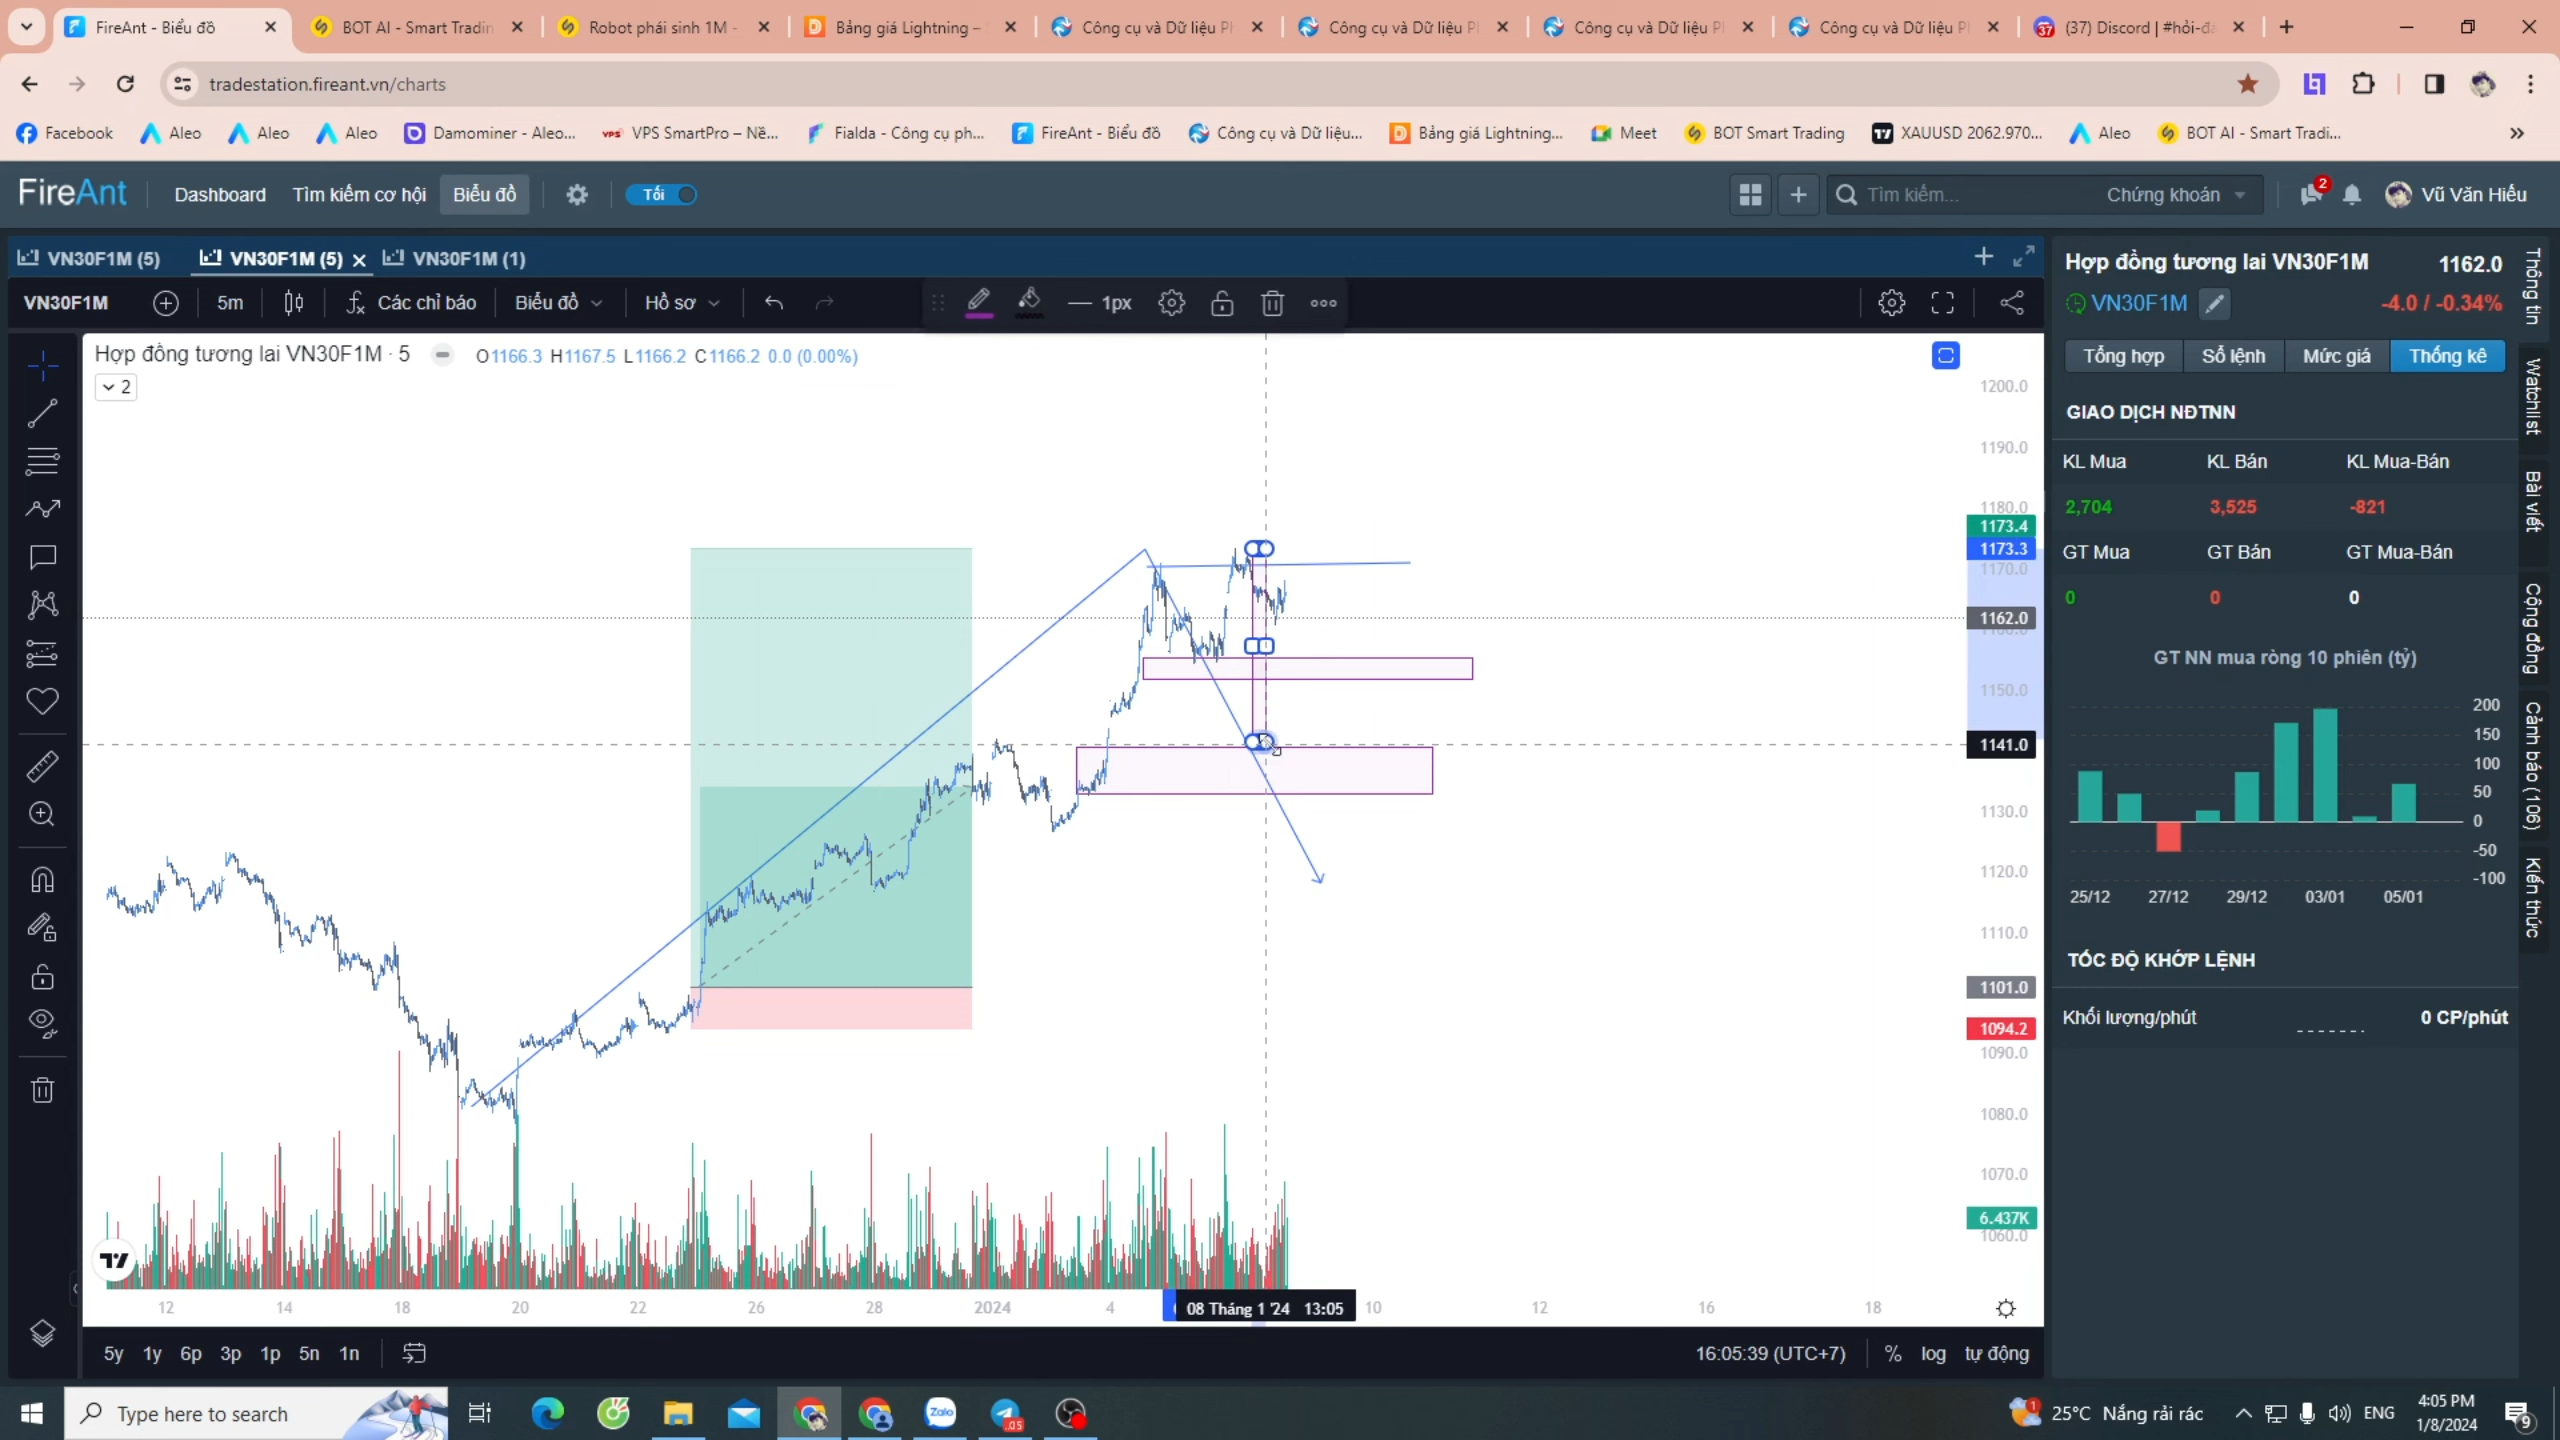 FireAnt - Biểu đồ
BOT AI - Smart Tradin
Robot phái sinh 1M -
Bảng giá Lightning –
Công cụ và Dữ liệu Ph
Công cụ và Dữ liệu P
Công cụ và Dữ liệu P
Công cụ và Dữ liệu P
(37) Discord | #hỏi-đ
tradestation.fireant.vn/charts
Facebook
Aleo
Aleo
Aleo
Damominer - Aleo...
VPS SmartPro – Nề...
Fialda - Công cụ ph...
FireAnt - Biểu đồ
Công cụ và Dữ liệu...
Bảng giá Lightning...
Meet
BOT Smart Trading
XAUUSD 2062.970...
Aleo
BOT AI - Smart Tradi...
FireAnt
Dashboard
Tìm kiếm cơ hội
Biểu đồ
Tối
Tìm kiếm...
Chứng khoán
2
Vũ Văn Hiếu
VN30F1M (5)
VN30F1M (5)
VN30F1M (1)
VN30F1M
5m
Các chỉ báo
Biểu đồ
Hồ sơ
1px
Hợp đồng tương lai VN30F1M · 5
O1166.3 H1167.5 L1166.2 C1166.2 0.0 (0.00%)
2
1200.0
1190.0
1180.0
1173.4
1173.3
1170.0
1162.0
1160.0
1150.0
1141.0
1130.0
1120.0
1110.0
1101.0
1094.2
1090.0
1080.0
1070.0
6.437K
1060.0
12
14
18
20
22
26
28
2024
4
08 Tháng 1 '24 13:05
10
12
16
18
5y
1y
6p
3p
1p
5n
1n
16:05:39 (UTC+7)
%
log
tự động
Hợp đồng tương lai VN30F1M
1162.0
VN30F1M
-4.0 / -0.34%
Tổng hợp
Sổ lệnh
Mức giá
Thống kê
GIAO DỊCH NĐTNN
KL Mua
KL Bán
KL Mua-Bán
2,704
3,525
-821
GT Mua
GT Bán
GT Mua-Bán
0
0
0
GT NN mua ròng 10 phiên (tỷ)
200
150
100
50
0
-50
-100
25/12
27/12
29/12
03/01
05/01
TỐC ĐỘ KHỚP LỆNH
Khối lượng/phút
0 CP/phút
Thông tin
Watchlist
Bài viết
Cộng đồng
Cảnh báo (106)
Kiến thức
Type here to search
Zalo
.05
1
25°C Nắng rải rác
ENG
4:05 PM
1/8/2024
9